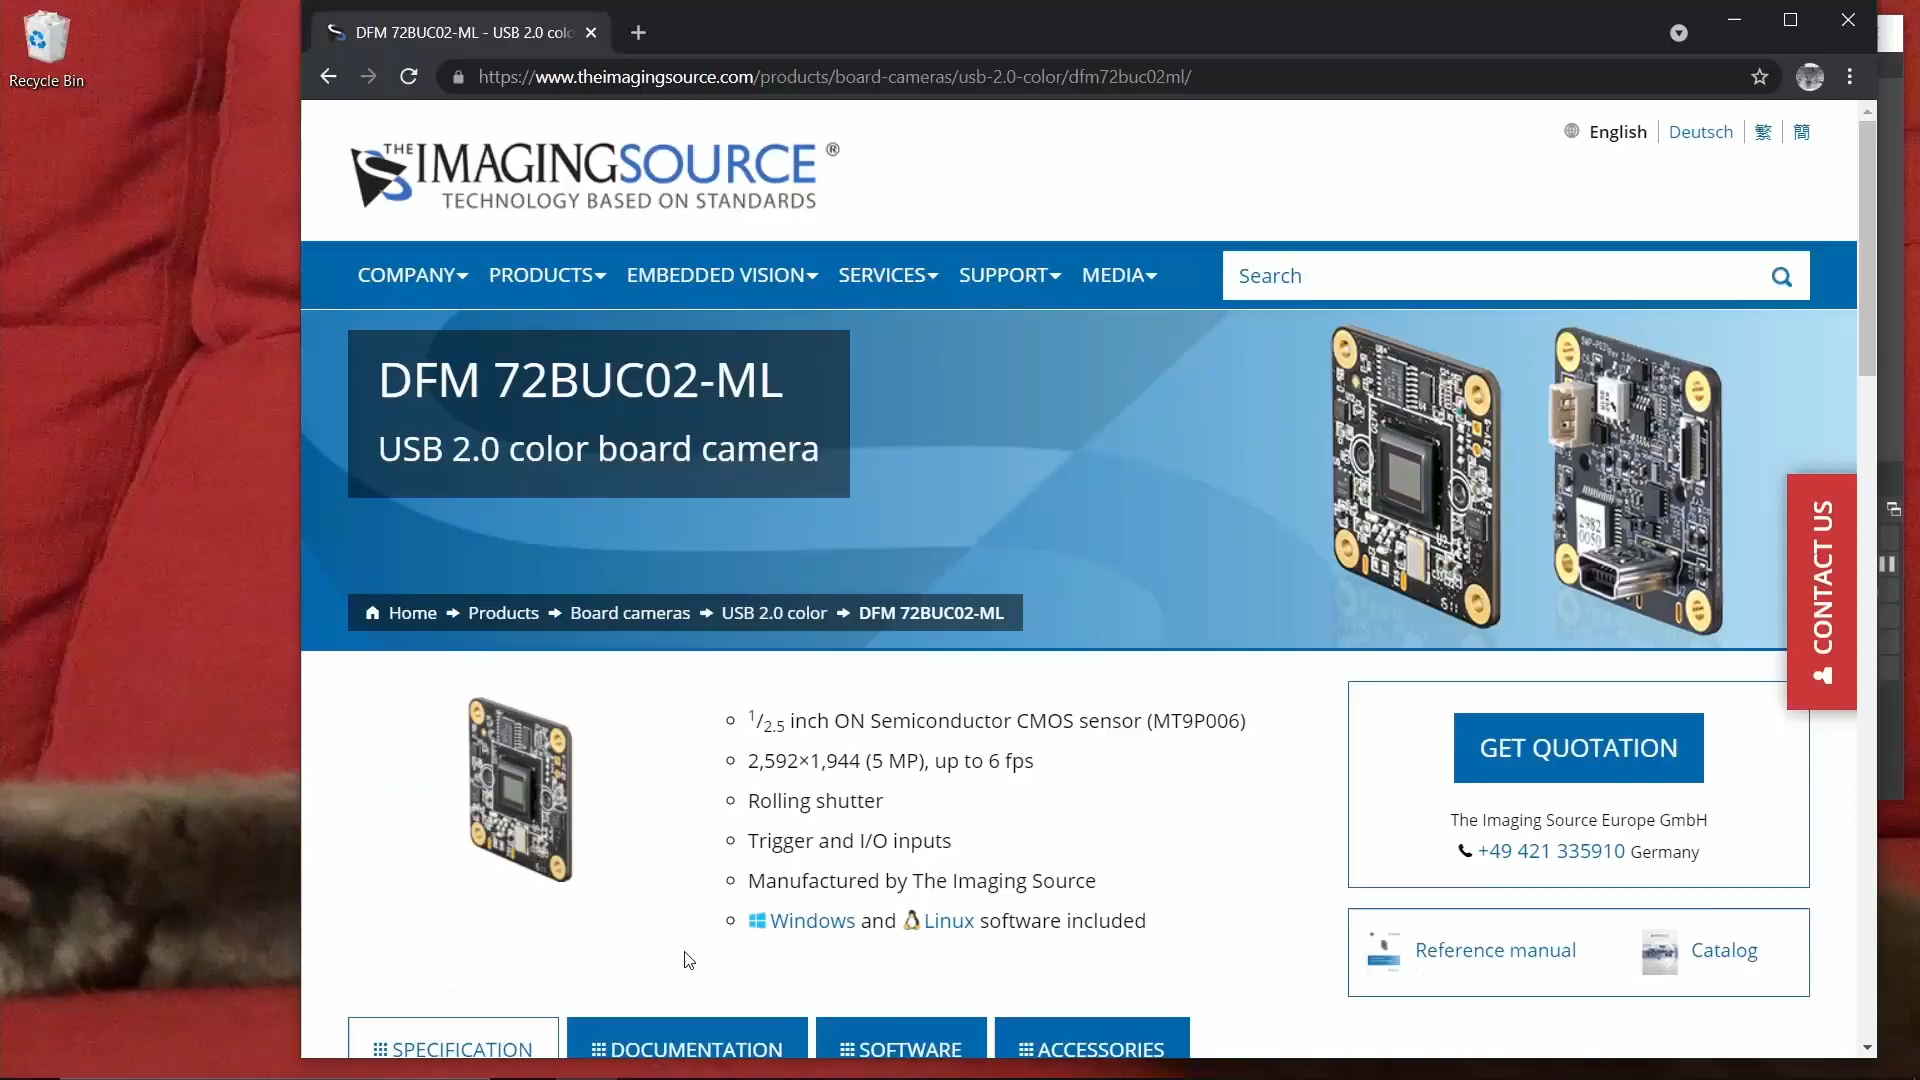 Recycle Bin
DFM 72BUC02-ML - USB 2.0 colo
https://www.theimagingsource.com/products/board-cameras/usb-2.0-color/dfm72buc02ml/
English | Deutsch | 繁 | 簡
THE IMAGINGSOURCE ®
TECHNOLOGY BASED ON STANDARDS
COMPANY PRODUCTS EMBEDDED VISION SERVICES SUPPORT MEDIA Search
DFM 72BUC02-ML
USB 2.0 color board camera
2982
0050
CONTACT US
Home → Products → Board cameras → USB 2.0 color → DFM 72BUC02-ML
1/2.5 inch ON Semiconductor CMOS sensor (MT9P006)
2,592×1,944 (5 MP), up to 6 fps
Rolling shutter
Trigger and I/O inputs
Manufactured by The Imaging Source
Windows and Linux software included
GET QUOTATION
The Imaging Source Europe GmbH
+49 421 335910 Germany
Reference manual Catalog
SPECIFICATION DOCUMENTATION SOFTWARE ACCESSORIES